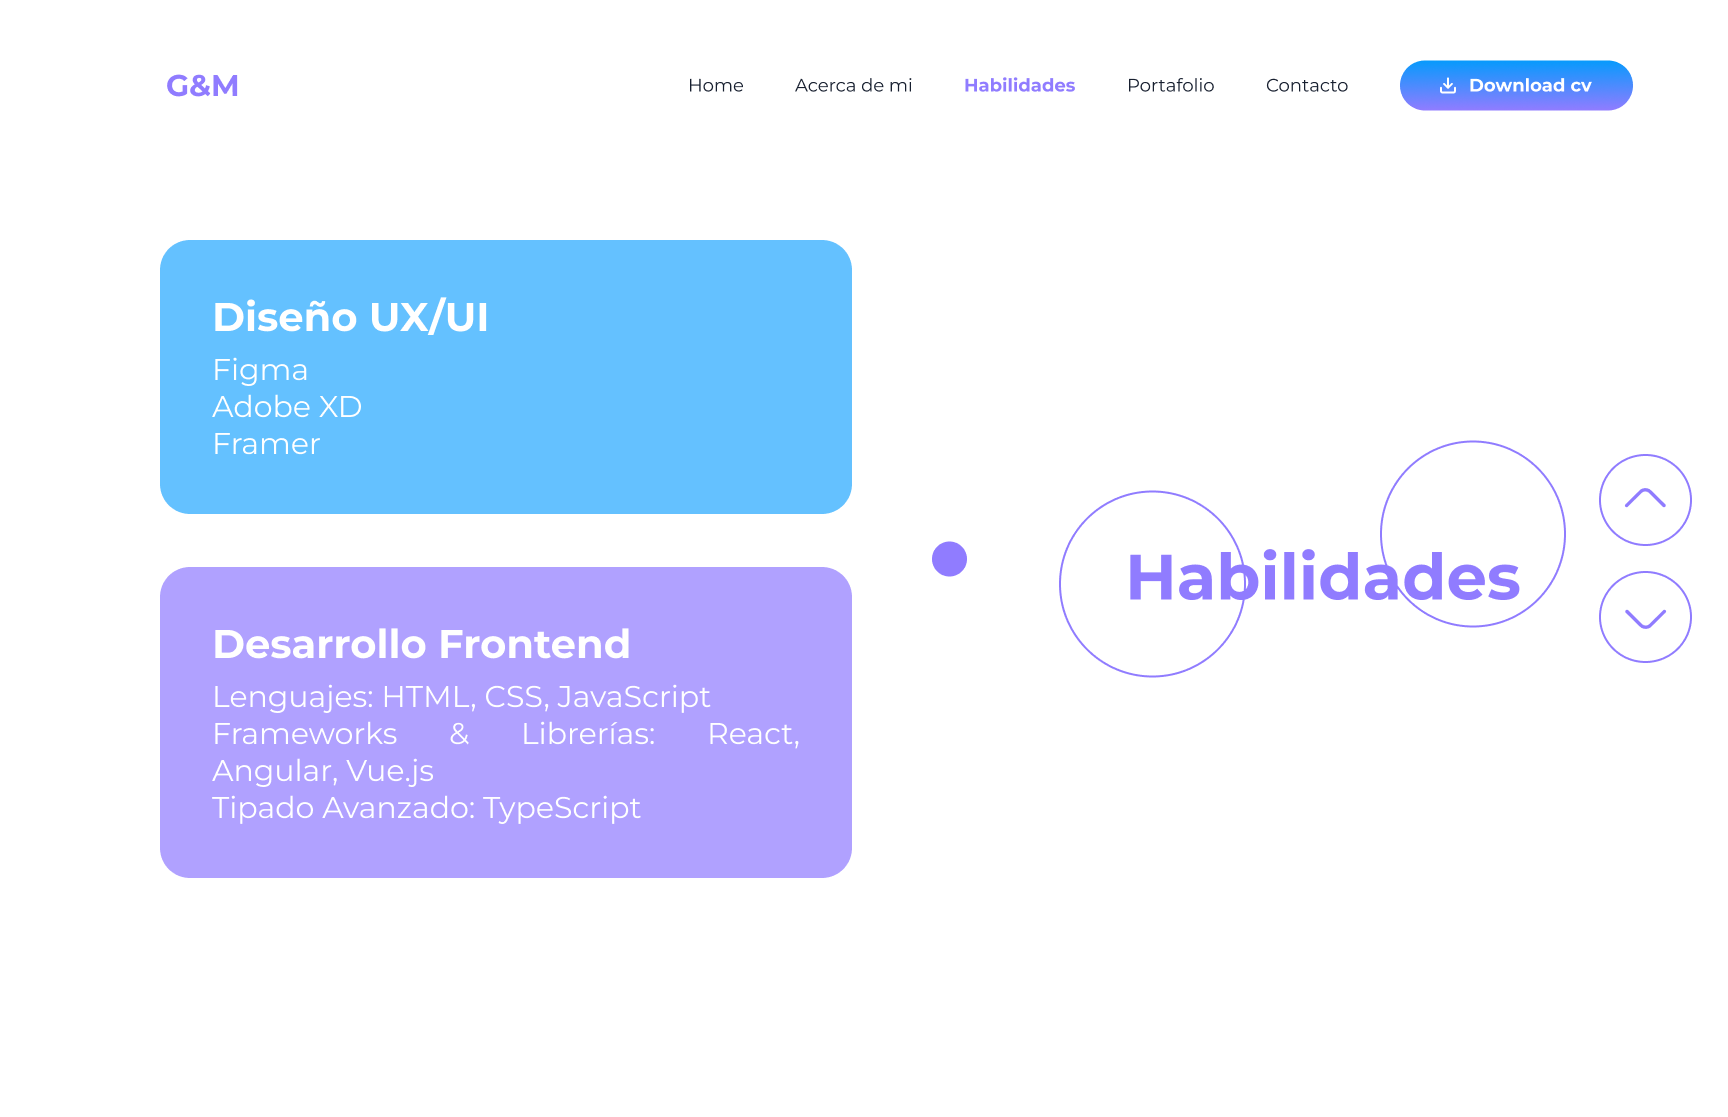 G&M
Home
Acerca de mi
Habilidades
Portafolio
Contacto
Download cv
Diseño UX/UI
Figma
Adobe XD
Framer
Desarrollo Frontend
Lenguajes: HTML, CSS, JavaScript
Frameworks & Librerías: React,
Angular, Vue.js
Tipado Avanzado: TypeScript
Habilidades